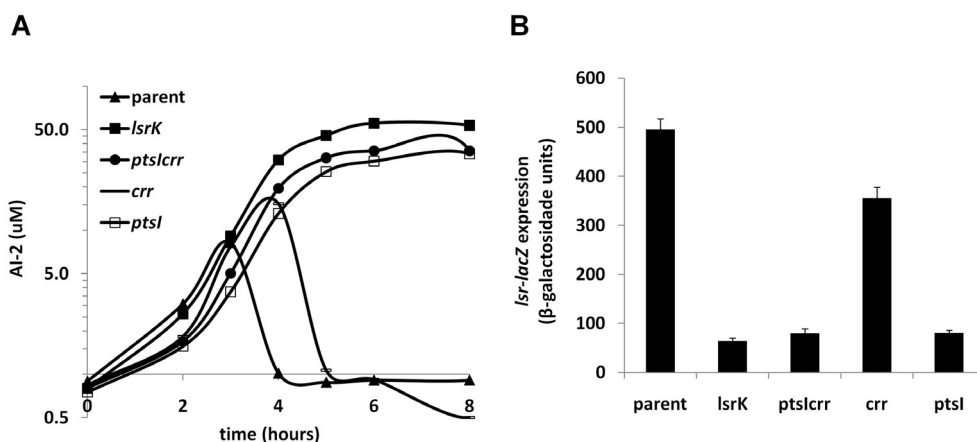 A
B
parent
lsrK
ptsIcrr
crr
ptsI
50.0
5.0
0.5
AI-2 (uM)
0 2 4 6 8
time (hours)
600
500
400
300
200
100
0
lsr-lacZ expression
(β-galactosidade units)
parent lsrK ptsIcrr crr ptsI